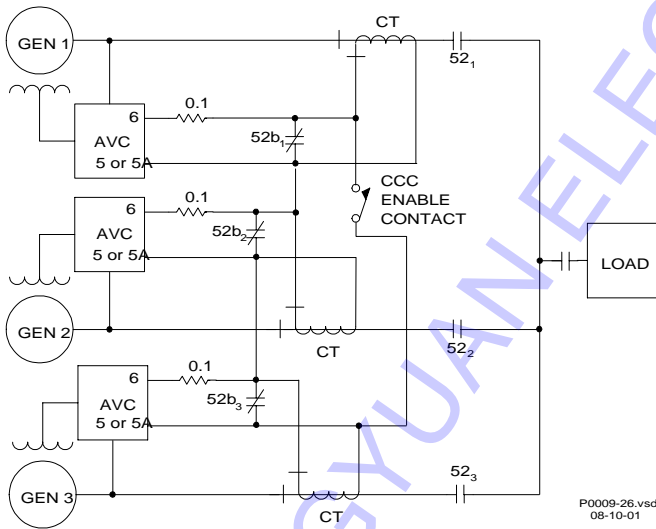 CT
GEN 1
52₁
0.1
6
AVC
5 or 5A
52b₁
CCC
ENABLE
CONTACT
0.1
6
AVC
5 or 5A
52b₂
LOAD
GEN 2
CT
52₂
0.1
6
AVC
5 or 5A
52b₃
GEN 3
CT
52₃
P0009-26.vsd
08-10-01
GYUAN ELE